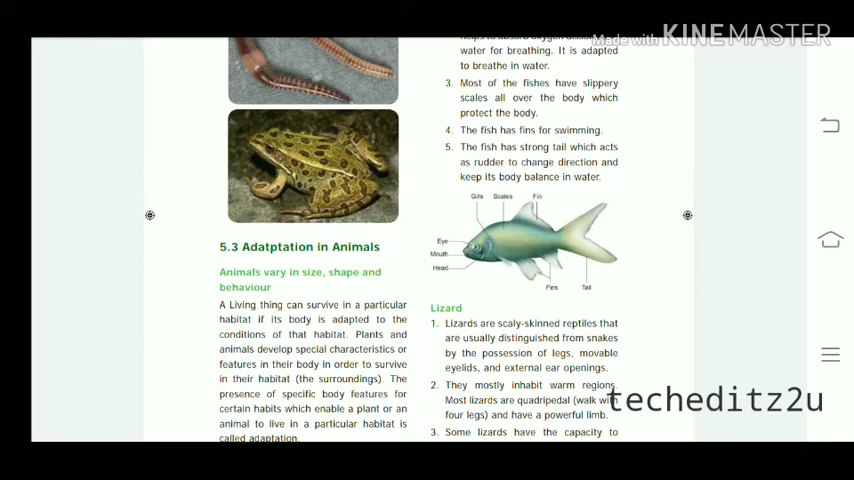 Made with KINEMASTER
5.3 Adatptation in Animals
Animals vary in size, shape and
behaviour
A Living thing can survive in a particular
habitat if its body is adapted to the
conditions of that habitat. Plants and
animals develop special characteristics or
features in their body in order to survive
in their habitat (the surroundings). The
presence of specific body features for
certain habits which enable a plant or an
animal to live in a particular habitat is
called adaptation.
helps to absorb oxygen
water for breathing. It is adapted
to breathe in water.
3. Most of the fishes have slippery
scales all over the body which
protect the body.
4. The fish has fins for swimming.
5. The fish has strong tail which acts
as rudder to change direction and
keep its body balance in water.
Gills Scales Fin
Eye
Mouth
Head
Fins Tail
Lizard
1. Lizards are scaly-skinned reptiles that
are usually distinguished from snakes
by the possession of legs, movable
eyelids, and external ear openings.
2. They mostly inhabit warm regions.
Most lizards are quadripedal (walk with
four legs) and have a powerful limb.
3. Some lizards have the capacity to
techeditz2u